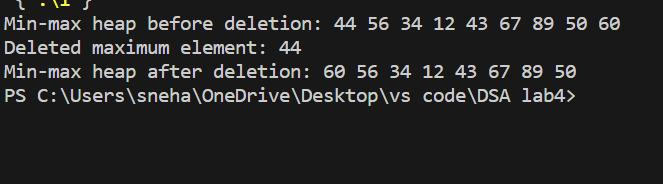 { .\1 }
Min-max heap before deletion: 44 56 34 12 43 67 89 50 60
Deleted maximum element: 44
Min-max heap after deletion: 60 56 34 12 43 67 89 50
PS C:\Users\sneha\OneDrive\Desktop\vs code\DSA lab4>